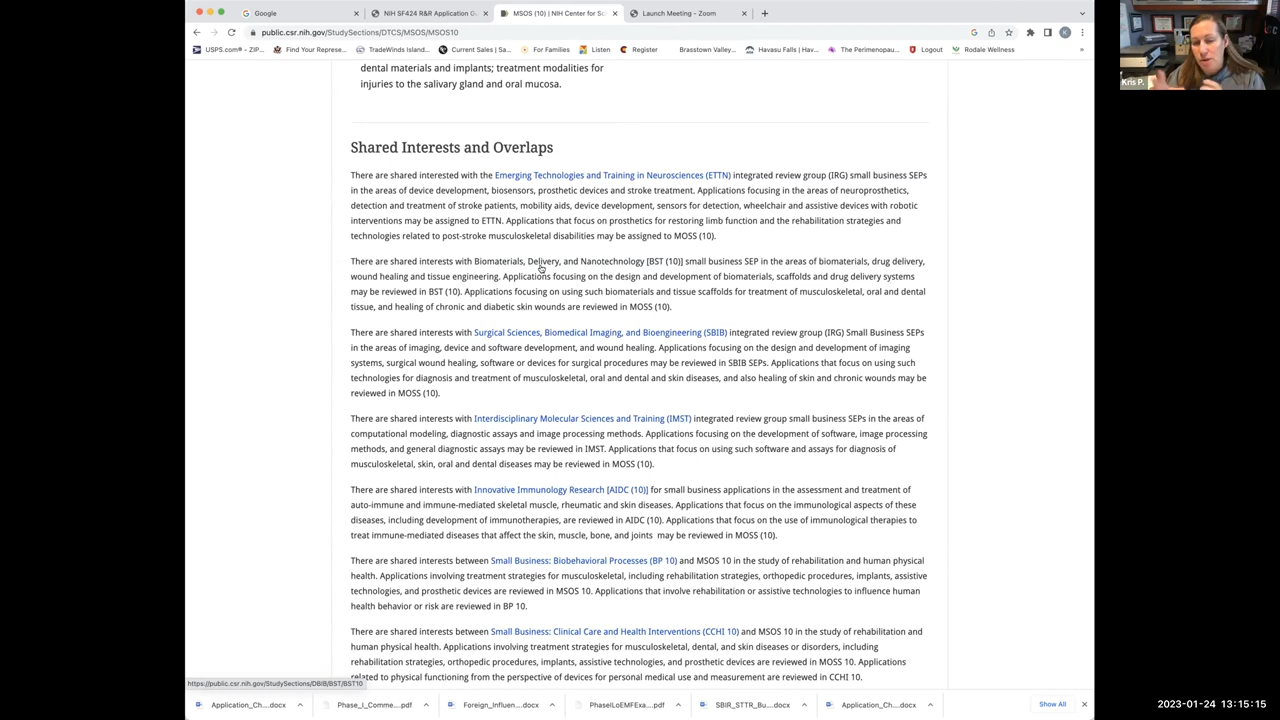 Google
NIH SF424 R&R Application G
MSOS (10) | NIH Center for Sc
Launch Meeting - Zoom
public.csr.nih.gov/StudySections/DTCS/MSOS/MSOS10
USPS.com® - ZIP...
Find Your Represe...
TradeWinds Island...
Current Sales | Sa...
For Families
Listen
Register
Brasstown Valley...
Havasu Falls | Hav...
The Perimenopau...
Logout
Rodale Wellness
Kris P.
dental materials and implants; treatment modalities for
injuries to the salivary gland and oral mucosa.
Shared Interests and Overlaps
There are shared interested with the Emerging Technologies and Training in Neurosciences (ETTN) integrated review group (IRG) small business SEPs
in the areas of device development, biosensors, prosthetic devices and stroke treatment. Applications focusing in the areas of neuroprosthetics,
detection and treatment of stroke patients, mobility aids, device development, sensors for detection, wheelchair and assistive devices with robotic
interventions may be assigned to ETTN. Applications that focus on prosthetics for restoring limb function and the rehabilitation strategies and
technologies related to post-stroke musculoskeletal disabilities may be assigned to MOSS (10).
There are shared interests with Biomaterials, Delivery, and Nanotechnology [BST (10)] small business SEP in the areas of biomaterials, drug delivery,
wound healing and tissue engineering. Applications focusing on the design and development of biomaterials, scaffolds and drug delivery systems
may be reviewed in BST (10). Applications focusing on using such biomaterials and tissue scaffolds for treatment of musculoskeletal, oral and dental
tissue, and healing of chronic and diabetic skin wounds are reviewed in MOSS (10).
There are shared interests with Surgical Sciences, Biomedical Imaging, and Bioengineering (SBIB) integrated review group (IRG) Small Business SEPs
in the areas of imaging, device and software development, and wound healing. Applications focusing on the design and development of imaging
systems, surgical wound healing, software or devices for surgical procedures may be reviewed in SBIB SEPs. Applications that focus on using such
technologies for diagnosis and treatment of musculoskeletal, oral and dental and skin diseases, and also healing of skin and chronic wounds may be
reviewed in MOSS (10).
There are shared interests with Interdisciplinary Molecular Sciences and Training (IMST) integrated review group small business SEPs in the areas of
computational modeling, diagnostic assays and image processing methods. Applications focusing on the development of software, image processing
methods, and general diagnostic assays may be reviewed in IMST. Applications that focus on using such software and assays for diagnosis of
musculoskeletal, skin, oral and dental diseases may be reviewed in MOSS (10).
There are shared interests with Innovative Immunology Research [AIDC (10)] for small business applications in the assessment and treatment of
auto-immune and immune-mediated skeletal muscle, rheumatic and skin diseases. Applications that focus on the immunological aspects of these
diseases, including development of immunotherapies, are reviewed in AIDC (10). Applications that focus on the use of immunological therapies to
treat immune-mediated diseases that affect the skin, muscle, bone, and joints may be reviewed in MOSS (10).
There are shared interests between Small Business: Biobehavioral Processes (BP 10) and MSOS 10 in the study of rehabilitation and human physical
health. Applications involving treatment strategies for musculoskeletal, including rehabilitation strategies, orthopedic procedures, implants, assistive
technologies, and prosthetic devices are reviewed in MSOS 10. Applications that involve rehabilitation or assistive technologies to influence human
health behavior or risk are reviewed in BP 10.
There are shared interests between Small Business: Clinical Care and Health Interventions (CCHI 10) and MSOS 10 in the study of rehabilitation and
human physical health. Applications involving treatment strategies for musculoskeletal, dental, and skin diseases or disorders, including
rehabilitation strategies, orthopedic procedures, implants, assistive technologies, and prosthetic devices are reviewed in MOSS 10. Applications
related to physical functioning from the perspective of devices for personal medical use and measurement are reviewed in CCHI 10.
https://public.csr.nih.gov/StudySections/DBIB/BST/BST10
Application_Ch....docx
Phase_I_Comme....pdf
Foreign_Influen....docx
PhaseILoEMFExa....pdf
SBIR_STTR_Bu....docx
Application_Ch....docx
Show All
2023-01-24 13:15:15